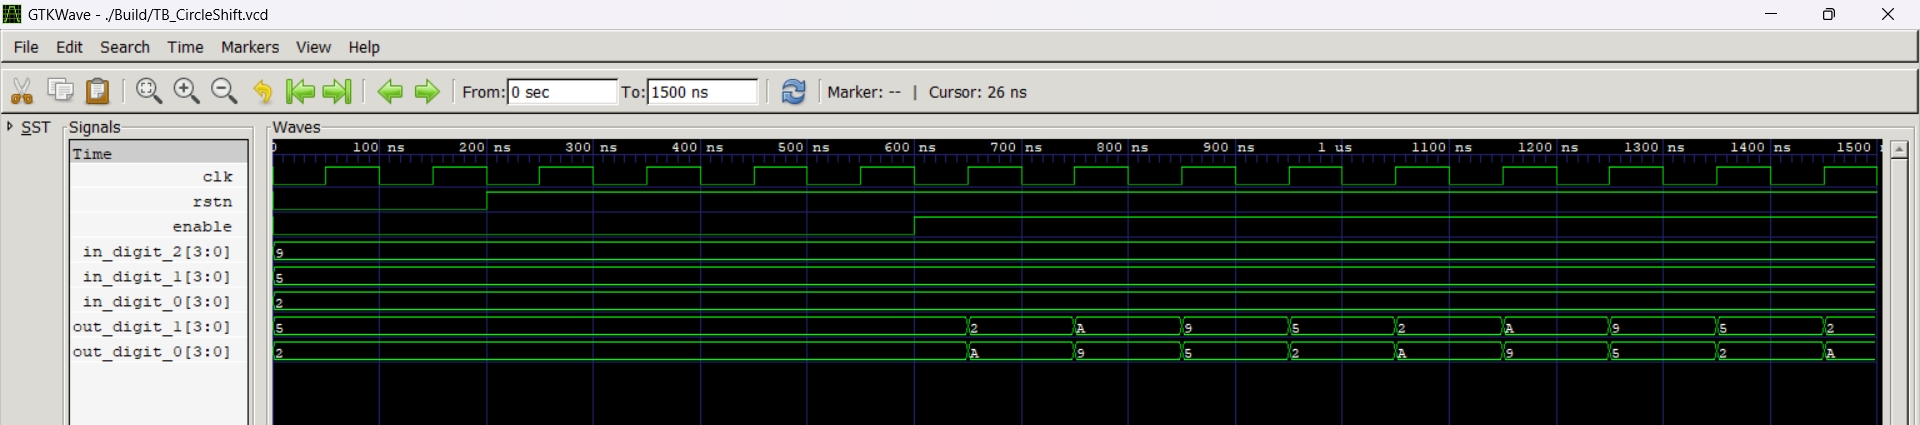 GTKWave - ./Build/TB_CircleShift.vcd
File Edit Search Time Markers View Help
From: 0 sec To: 1500 ns Marker: -- | Cursor: 26 ns
SST Signals Waves
Time 0 100 ns 200 ns 300 ns 400 ns 500 ns 600 ns 700 ns 800 ns 900 ns 1 us 1100 ns 1200 ns 1300 ns 1400 ns 1500
clk
rstn
enable
in_digit_2[3:0] 9
in_digit_1[3:0] 5
in_digit_0[3:0] 2
out_digit_1[3:0] 5 2 A 9 5 2 A 9 5 2
out_digit_0[3:0] 2 A 9 5 2 A 9 5 2 A